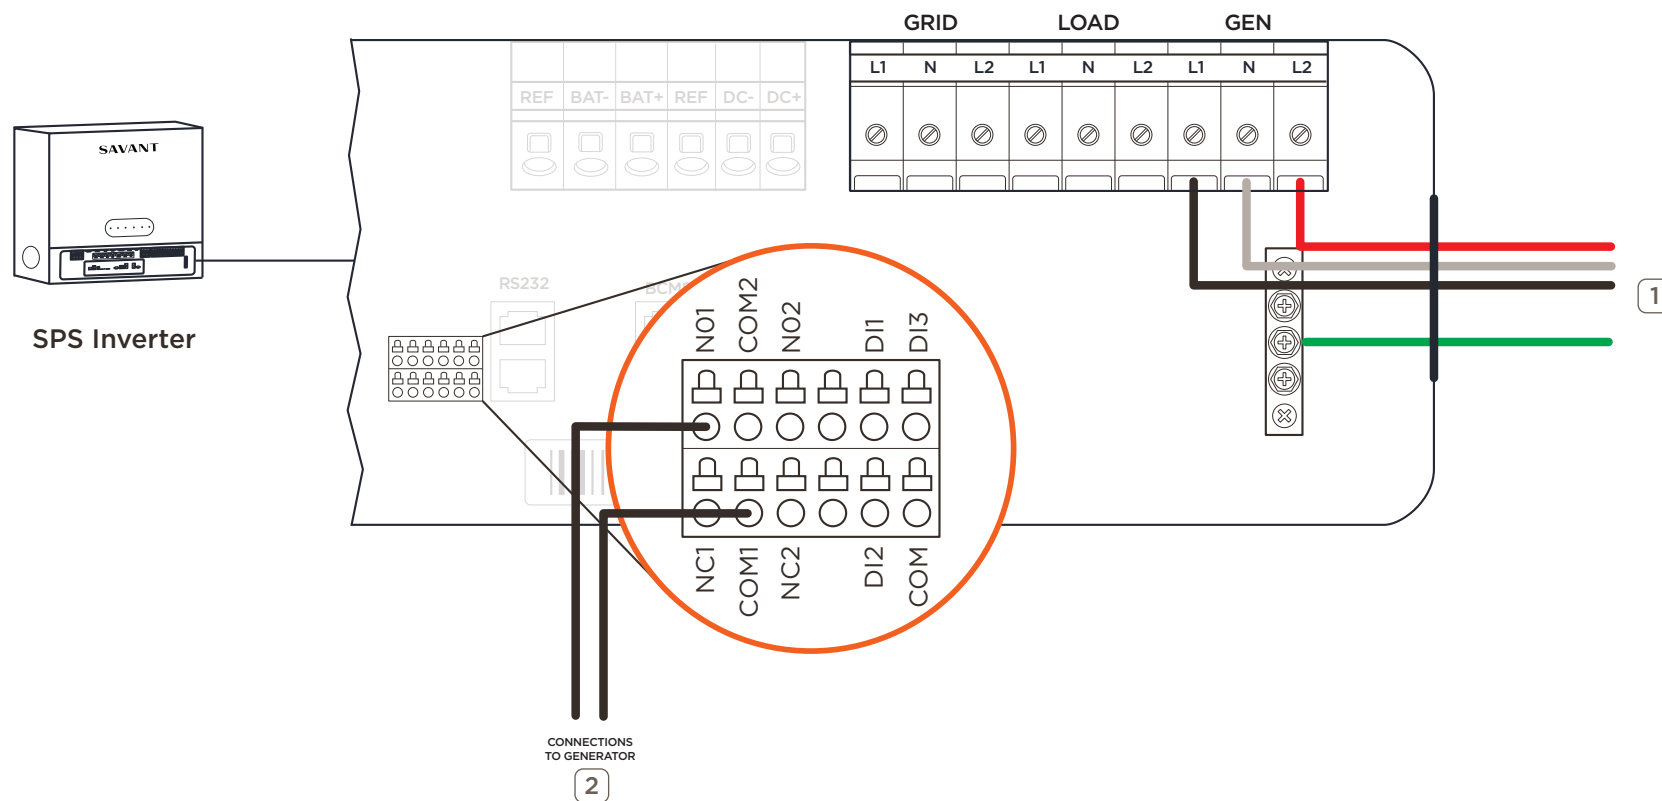 GRID LOAD GEN
L1 N L2 L1 N L2 L1 N L2
REF BAT- BAT+ REF DC- DC+
SAVANT
SPS Inverter
RS232
NO1 COM2 NO2 DI1 DI3
NC1 COM1 NC2 DI2 COM
1
CONNECTIONS
TO GENERATOR
2